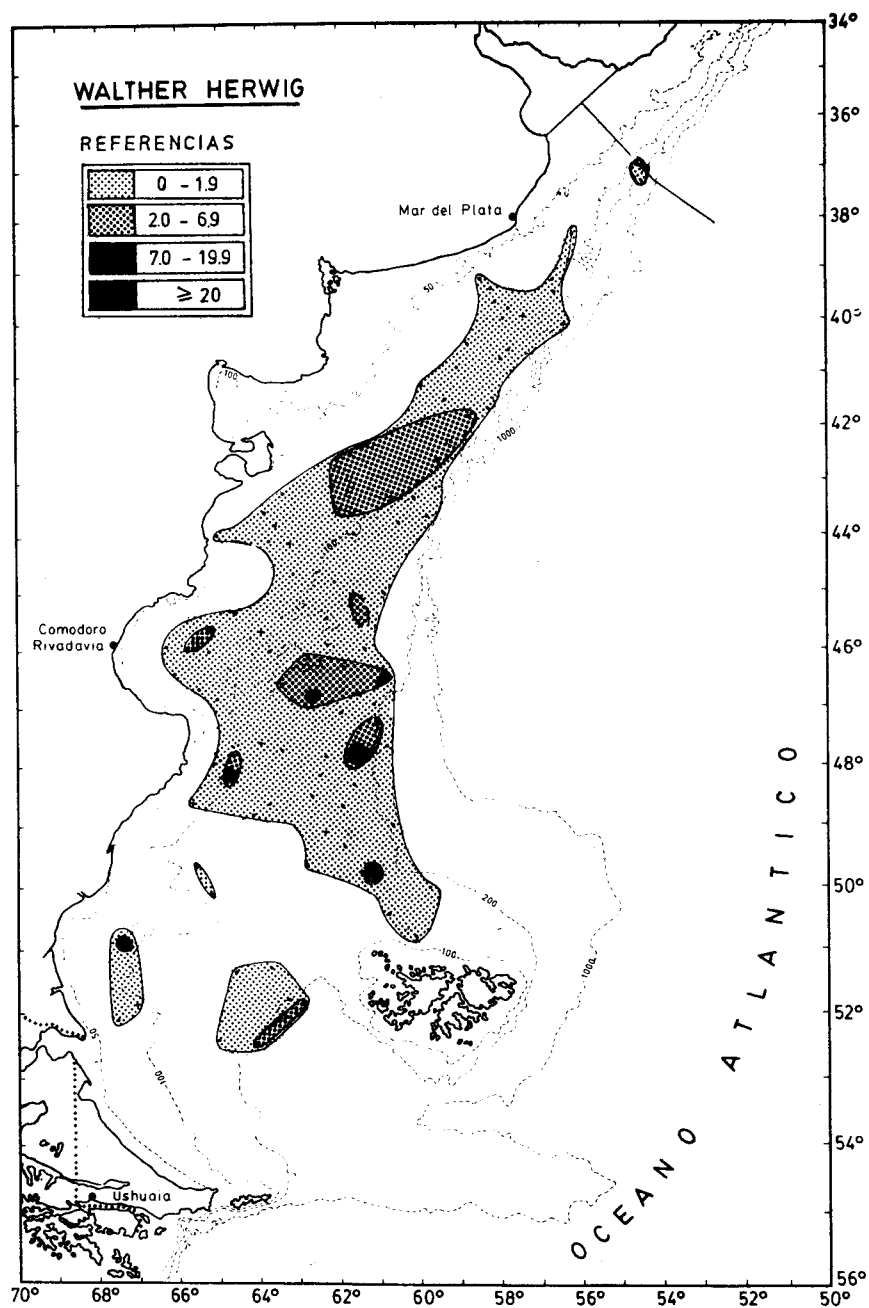 WALTHER HERWIG
REFERENCIAS
0 - 1.9
2.0 - 6.9
7.0 - 19.9
≥ 20
34°
36°
Mar del Plata
38°
50
40°
100
42°
1000
44°
100
Comodoro
Rivadavia
46°
48°
50°
200
100
1000
52°
50
100
54°
Ushuaia
OCEANO ATLANTICO
56°
70° 68° 66° 64° 62° 60° 58° 56° 54° 52° 50°